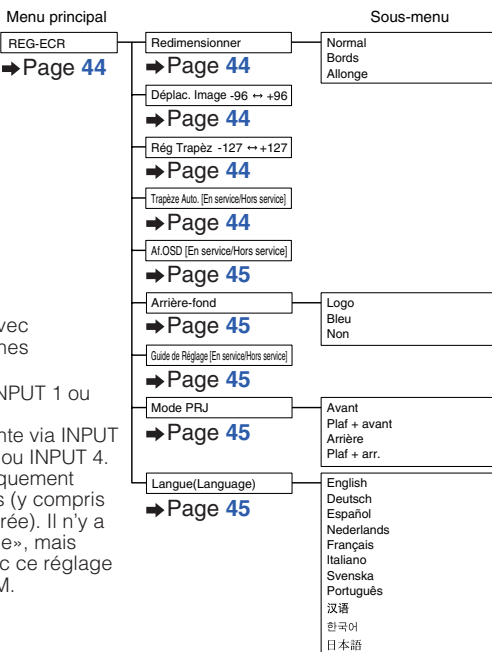 Menu principal
Sous-menu
REG-ECR
➡Page 44
Redimensionner
➡Page 44
Normal
Bords
Allonge
Déplac. Image -96 ↔ +96
➡Page 44
Rég Trapèz -127 ↔ +127
➡Page 44
Trapèze Auto. [En service/Hors service]
➡Page 44
Af.OSD [En service/Hors service]
➡Page 45
Arrière-fond
➡Page 45
Logo
Bleu
Non
Guide de Réglage [En service/Hors service]
➡Page 45
Mode PRJ
➡Page 45
Avant
Plaf + avant
Arrière
Plaf + arr.
Langue(Language)
➡Page 45
English
Deutsch
Español
Nederlands
Français
Italiano
Svenska
Português
汉语
한국어
日本語
vec
nes
NPUT 1 ou
nte via INPUT
ou INPUT 4.
quement
s (y compris
rée). Il n'y a
e», mais
c ce réglage
M.